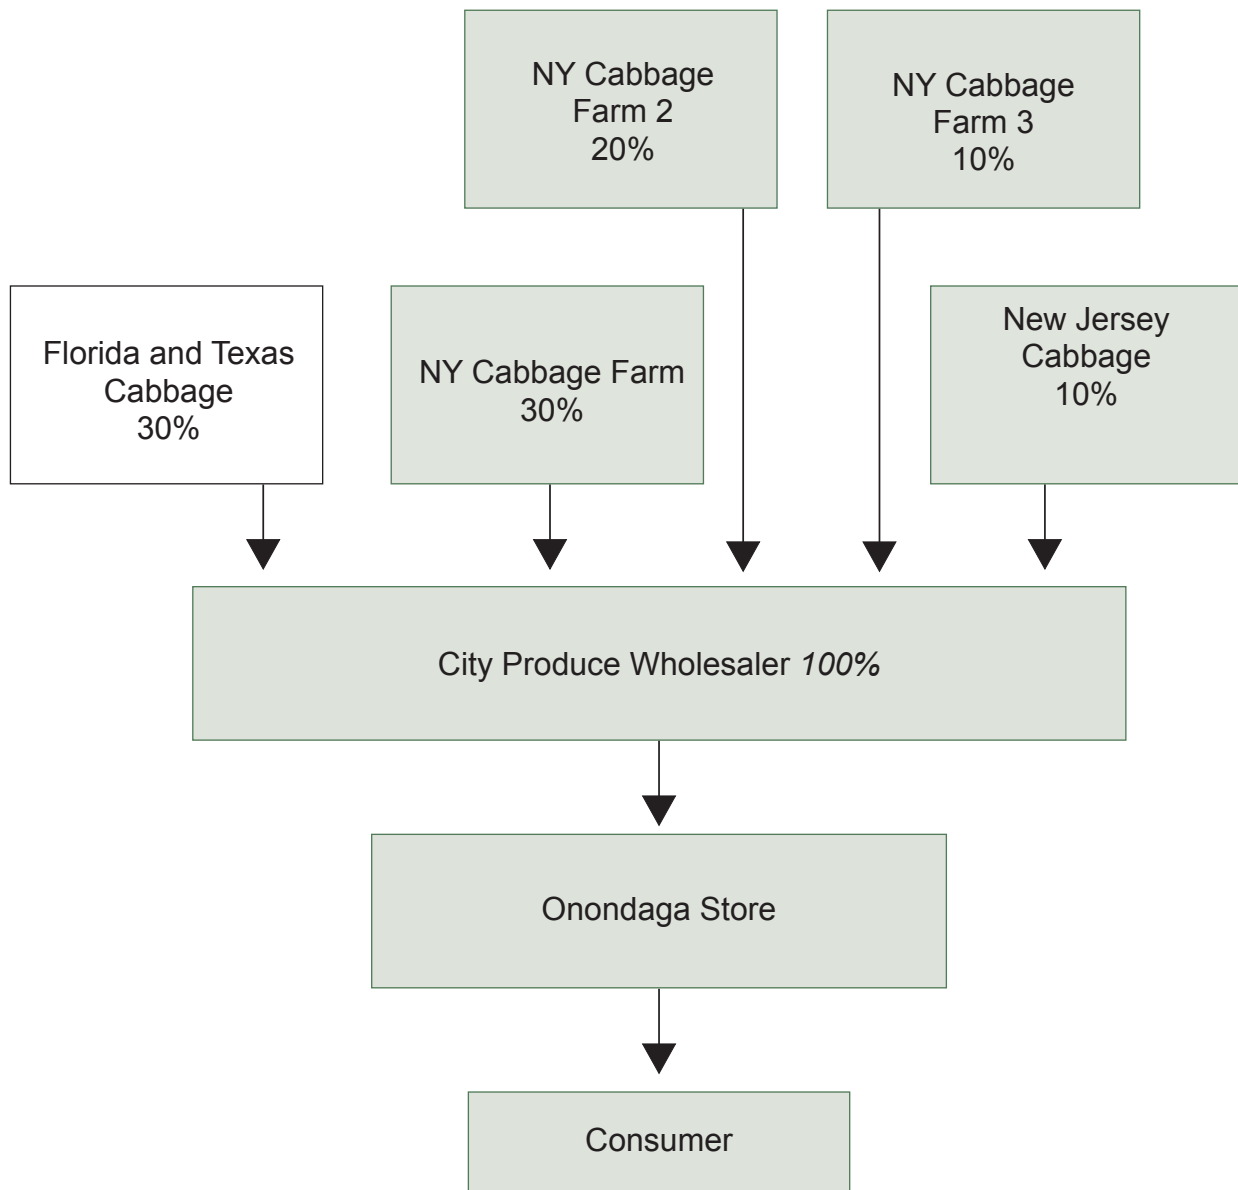 NY Cabbage
Farm 2
20%
NY Cabbage
Farm 3
10%
Florida and Texas
Cabbage
30%
NY Cabbage Farm
30%
New Jersey
Cabbage
10%
City Produce Wholesaler 100%
Onondaga Store
Consumer